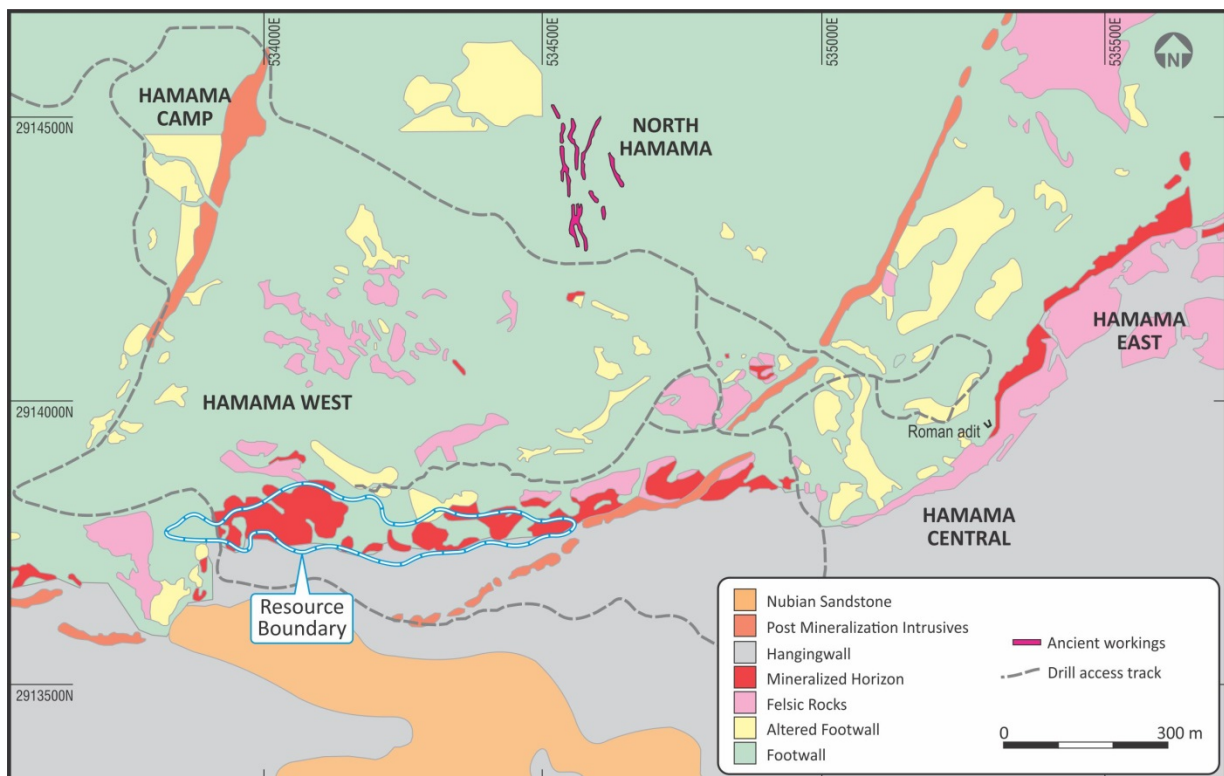 534000E
534500E
535000E
535500E
N
HAMAMA
CAMP
2914500N
NORTH
HAMAMA
HAMAMA
EAST
HAMAMA WEST
2914000N
Roman adit
HAMAMA
CENTRAL
Resource
Boundary
2913500N
Nubian Sandstone
Post Mineralization Intrusives
Hangingwall
Mineralized Horizon
Felsic Rocks
Altered Footwall
Footwall
Ancient workings
Drill access track
0
300 m